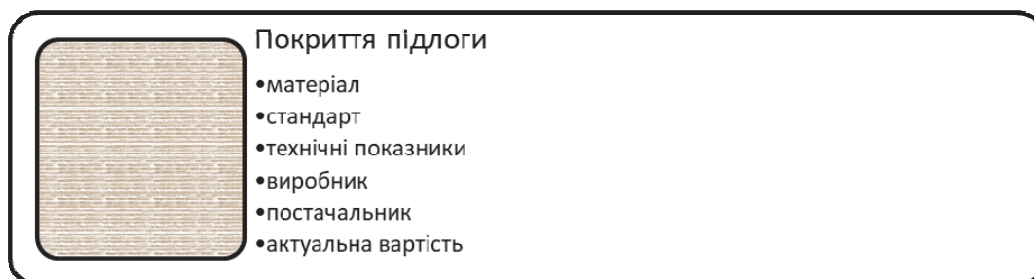 Покриття підлоги
•матеріал
•стандарт
•технічні показники
•виробник
•постачальник
•актуальна вартість